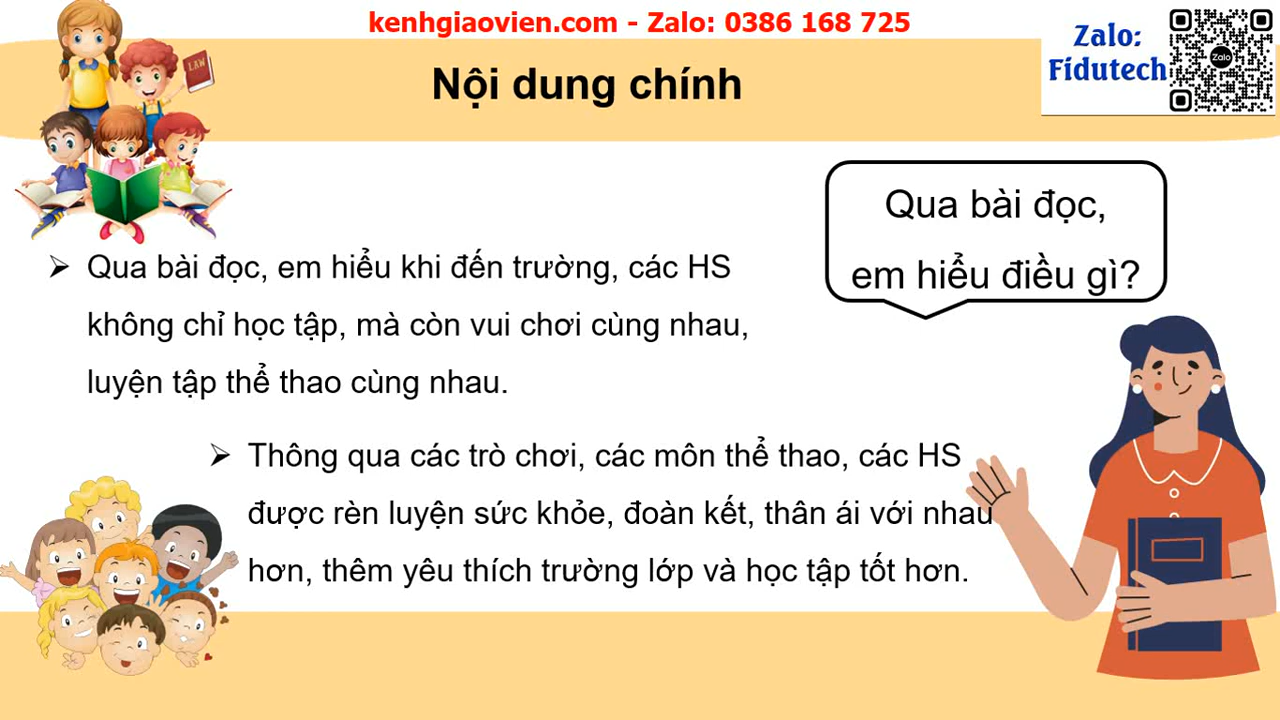 kenhgiaovien.com - Zalo: 0386 168 725
Zalo:
Fidutech
Zalo
LAW
Nội dung chính
Qua bài đọc,
em hiểu điều gì?
➢ Qua bài đọc, em hiểu khi đến trường, các HS
không chỉ học tập, mà còn vui chơi cùng nhau,
luyện tập thể thao cùng nhau.
➢ Thông qua các trò chơi, các môn thể thao, các HS
được rèn luyện sức khỏe, đoàn kết, thân ái với nhau
hơn, thêm yêu thích trường lớp và học tập tốt hơn.